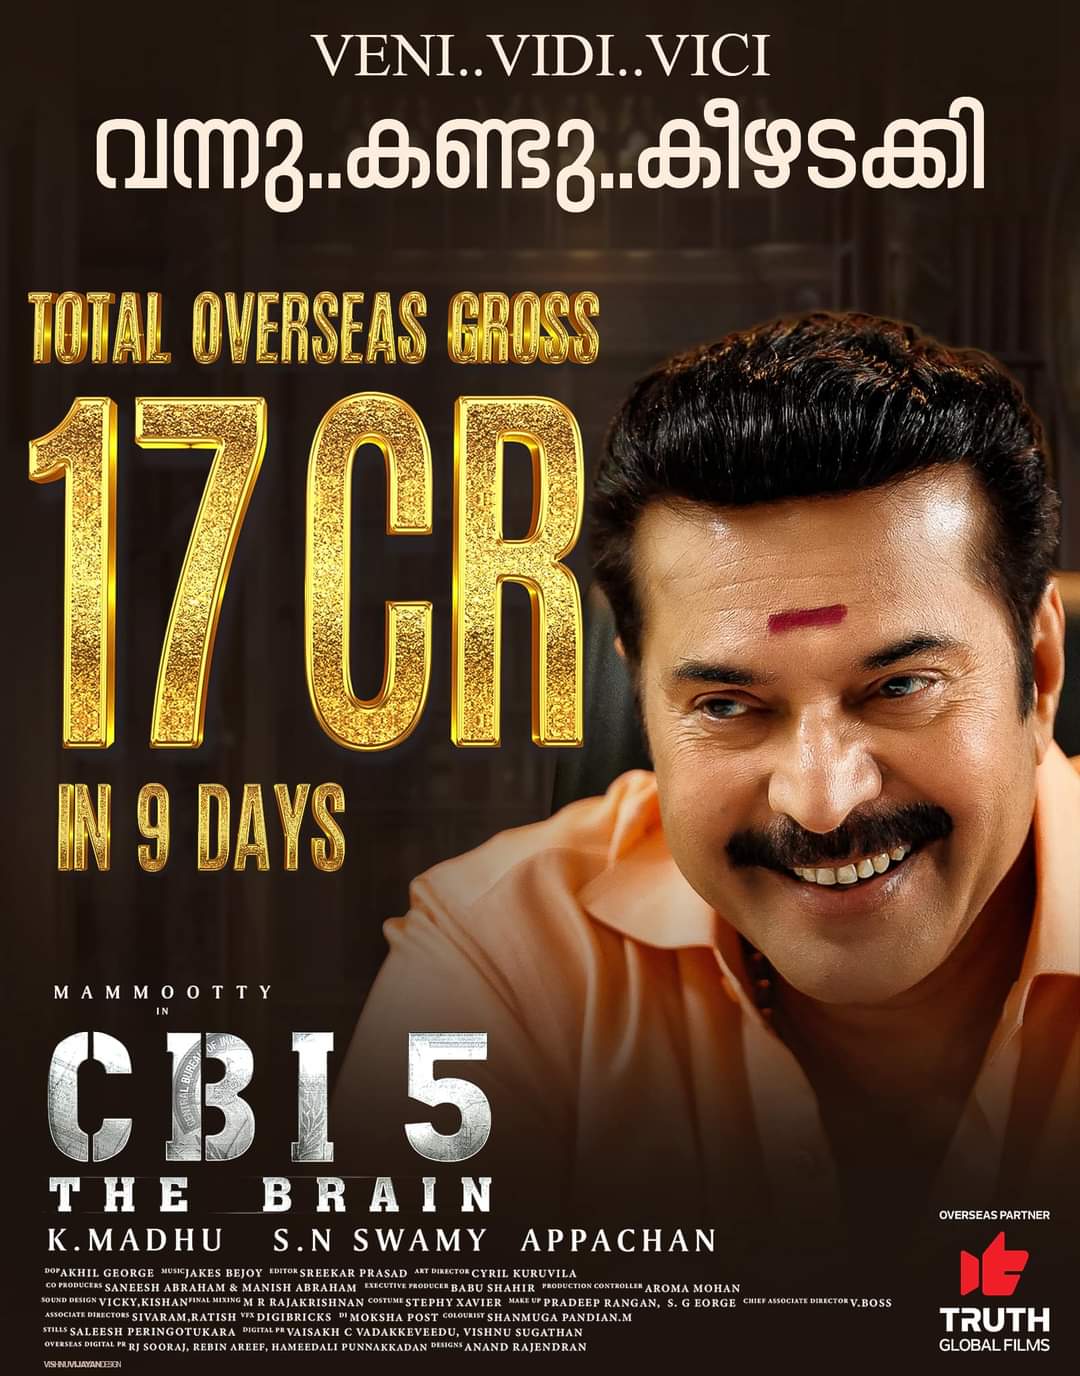 VENI..VIDI..VICI
വന്നു..കണ്ടു..കീഴടക്കി
TOTAL OVERSEAS GROSS
17CR
IN 9 DAYS
MAMMOOTTY
IN
CBI 5
THE BRAIN
K.MADHU S.N SWAMY APPACHAN
DOP AKHIL GEORGE MUSIC JAKES BEJOY EDITOR SREEKAR PRASAD ART DIRECTOR CYRIL KURUVILA
CO PRODUCERS SANEESH ABRAHAM & MANISH ABRAHAM EXECUTIVE PRODUCER BABU SHAHIR PRODUCTION CONTROLLER AROMA MOHAN
SOUND DESIGN VICKY,KISHAN FINAL MIXING M R RAJAKRISHNAN COSTUME STEPHY XAVIER MAKE UP PRADEEP RANGAN, S. G EORGE CHIEF ASSOCIATE DIRECTOR V.BOSS
ASSOCIATE DIRECTORS SIVARAM,RATISH VFX DIGIBRICKS DI MOKSHA POST COLOURIST SHANMUGA PANDIAN.M
STILLS SALEESH PERINGOTUKARA DIGITAL PR VAISAKH C VADAKKEVEEDU, VISHNU SUGATHAN
OVERSEAS DIGITAL PR RJ SOORAJ, REBIN AREEF, HAMEEDALI PUNNAKKADAN DESIGNS ANAND RAJENDRAN
VISHNUVIJAYANDESIGN
OVERSEAS PARTNER
TRUTH
GLOBAL FILMS